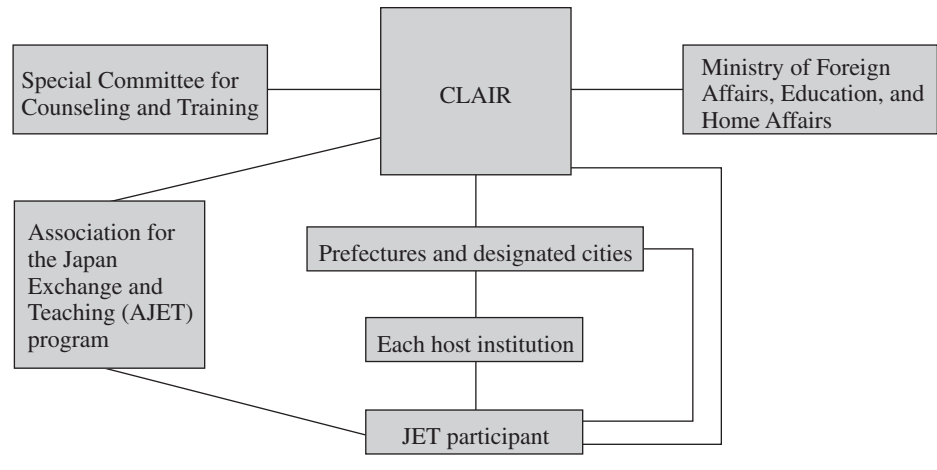 Special Committee for
Counseling and Training
CLAIR
Ministry of Foreign
Affairs, Education, and
Home Affairs
Association for
the Japan
Exchange and
Teaching (AJET)
program
Prefectures and designated cities
Each host institution
JET participant